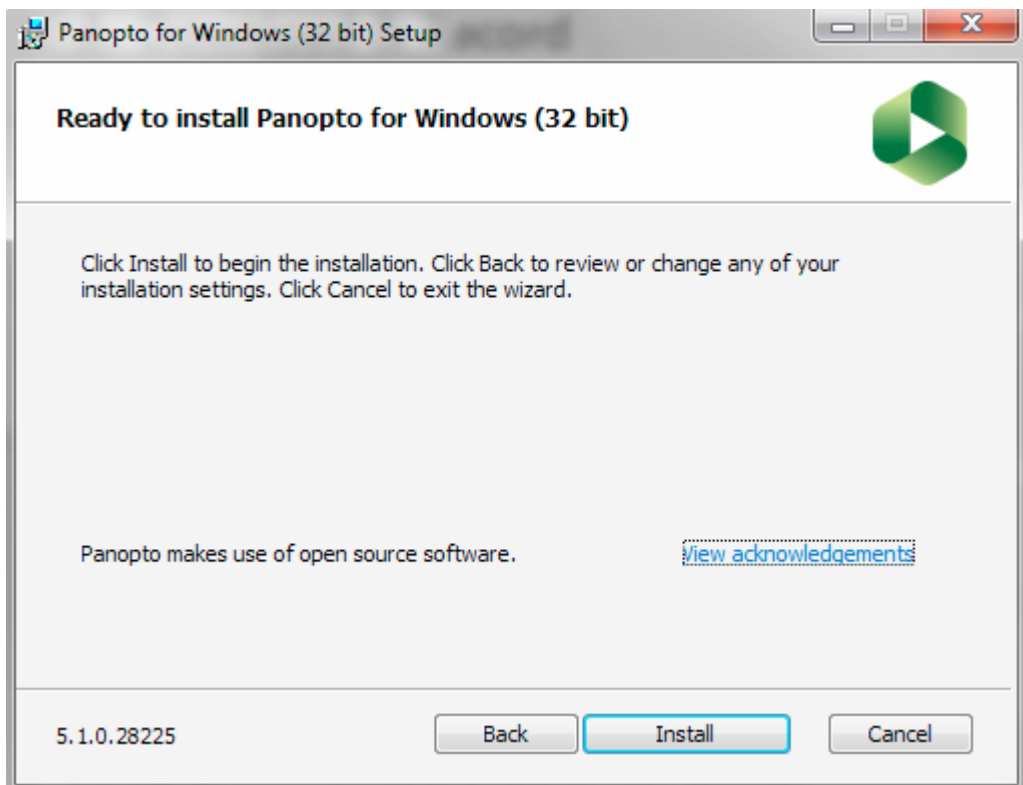 Panopto for Windows (32 bit) Setup
Ready to install Panopto for Windows (32 bit)
Click Install to begin the installation. Click Back to review or change any of your
installation settings. Click Cancel to exit the wizard.
Panopto makes use of open source software. View acknowledgements
5.1.0.28225 Back Install Cancel